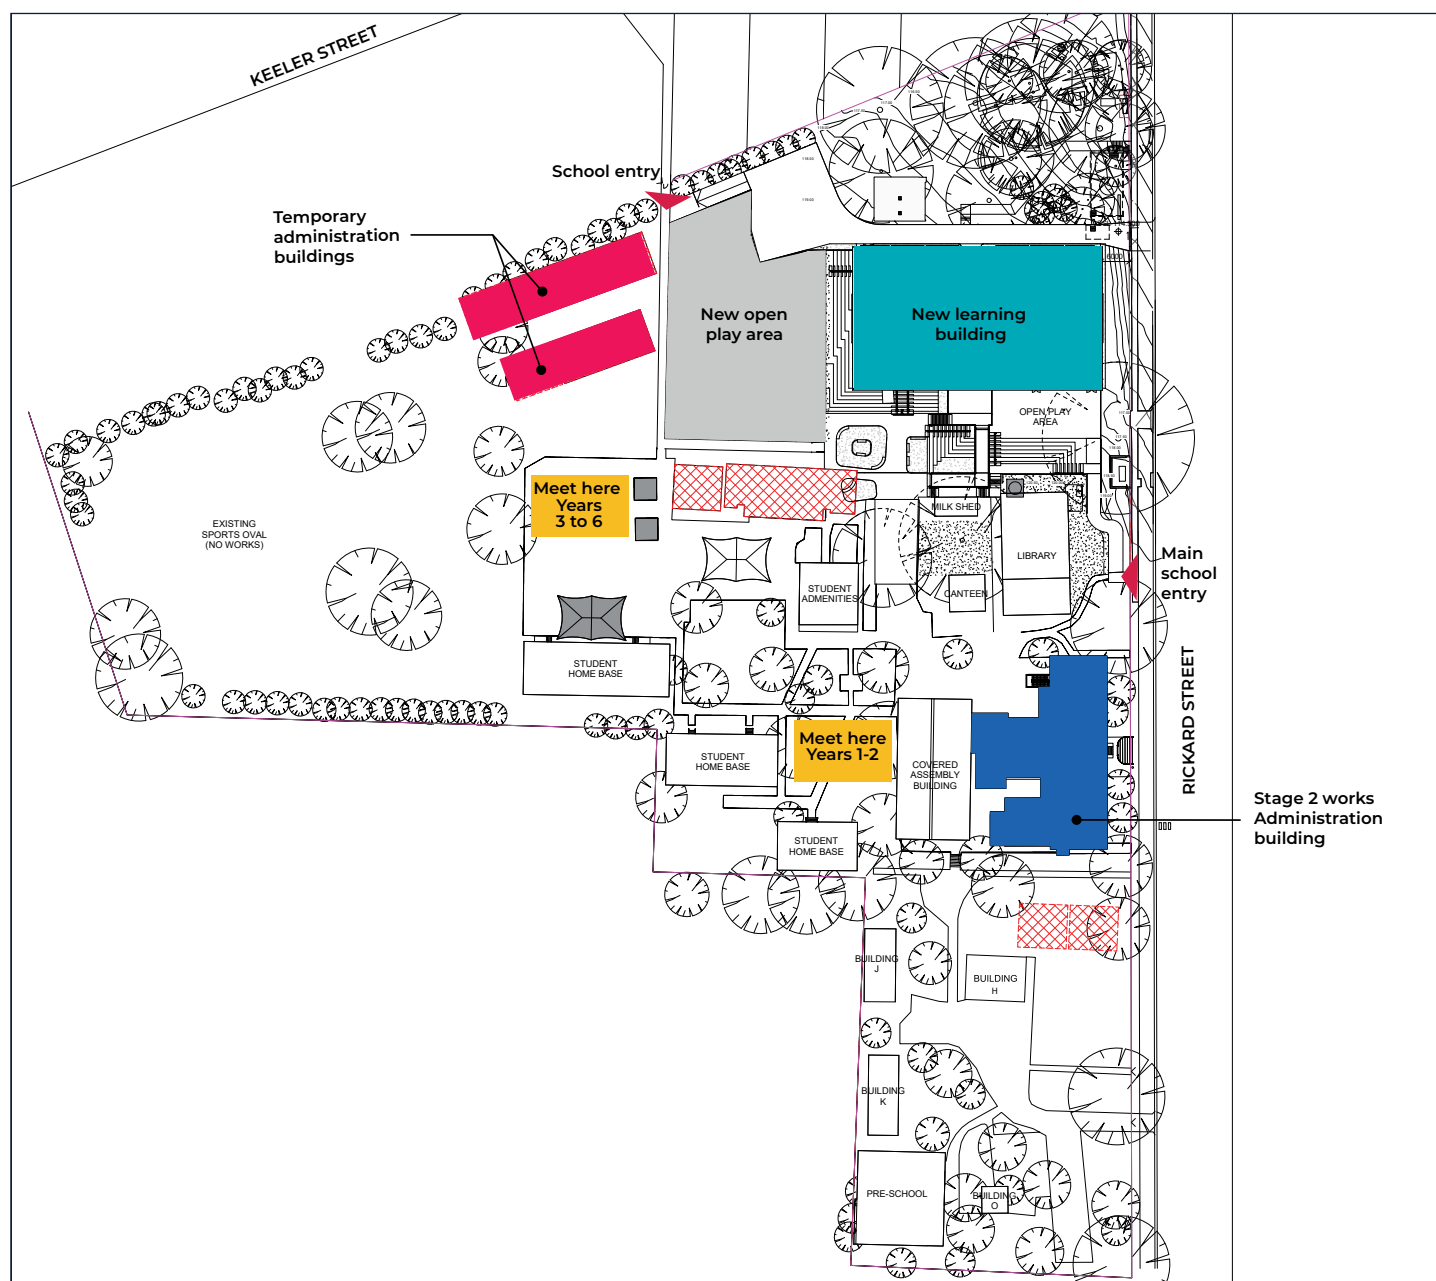 KEELER STREET
School entry
Temporary
administration
buildings
New open
play area
New learning
building
OPEN PLAY
AREA
Meet here
Years
3 to 6
EXISTING
SPORTS OVAL
(NO WORKS)
MILK SHED
LIBRARY
CANTEEN
STUDENT
ADMENITIES
Main
school
entry
STUDENT
HOME BASE
RICKARD STREET
Meet here
Years 1-2
STUDENT
HOME BASE
COVERED
ASSEMBLY
BUILDING
STUDENT
HOME BASE
Stage 2 works
Administration
building
BUILDING
J
BUILDING
H
BUILDING
K
PRE-SCHOOL
BUILDING
O